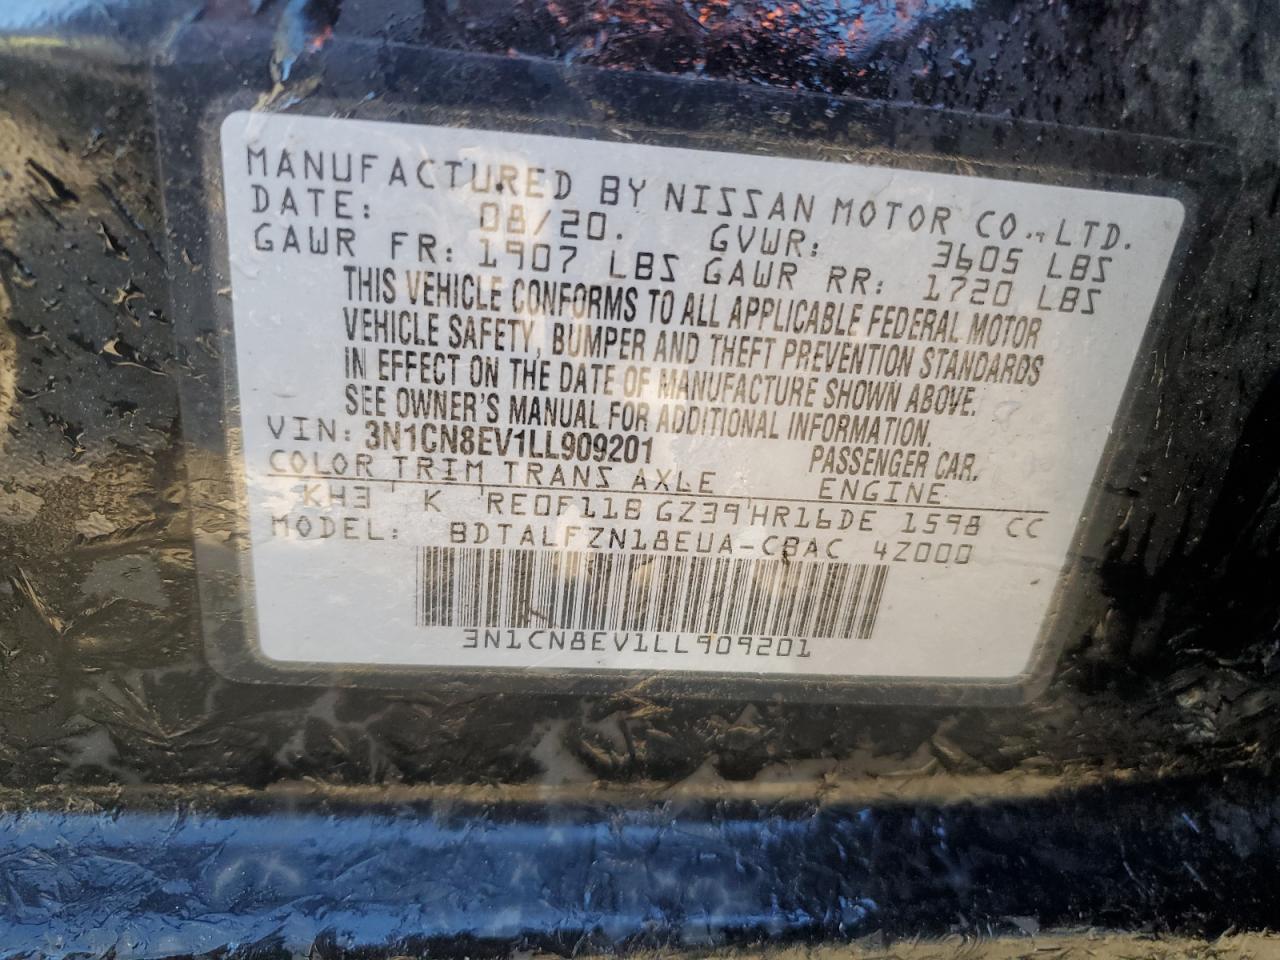 MANUFACTURED BY NISSAN MOTOR CO., LTD.
DATE: 08/20. GVWR: 3605 LBS
GAWR FR: 1907 LBS GAWR RR: 1720 LBS
THIS VEHICLE CONFORMS TO ALL APPLICABLE FEDERAL MOTOR
VEHICLE SAFETY, BUMPER AND THEFT PREVENTION STANDARDS
IN EFFECT ON THE DATE OF MANUFACTURE SHOWN ABOVE.
SEE OWNER'S MANUAL FOR ADDITIONAL INFORMATION.
VIN: 3N1CN8EV1LL909201 PASSENGER CAR.
COLOR TRIM TRANS AXLE ENGINE
KH3 K RE0F11B GZ39 HR16DE 1598 CC
MODEL: BDTALFZN18EUA-CBAC 4Z000
3N1CN8EV1LL909201